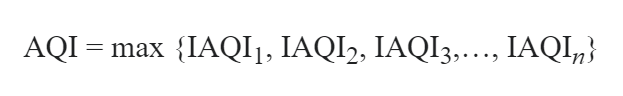 AQI = max {IAQI₁, IAQI₂, IAQI₃,..., IAQIₙ}